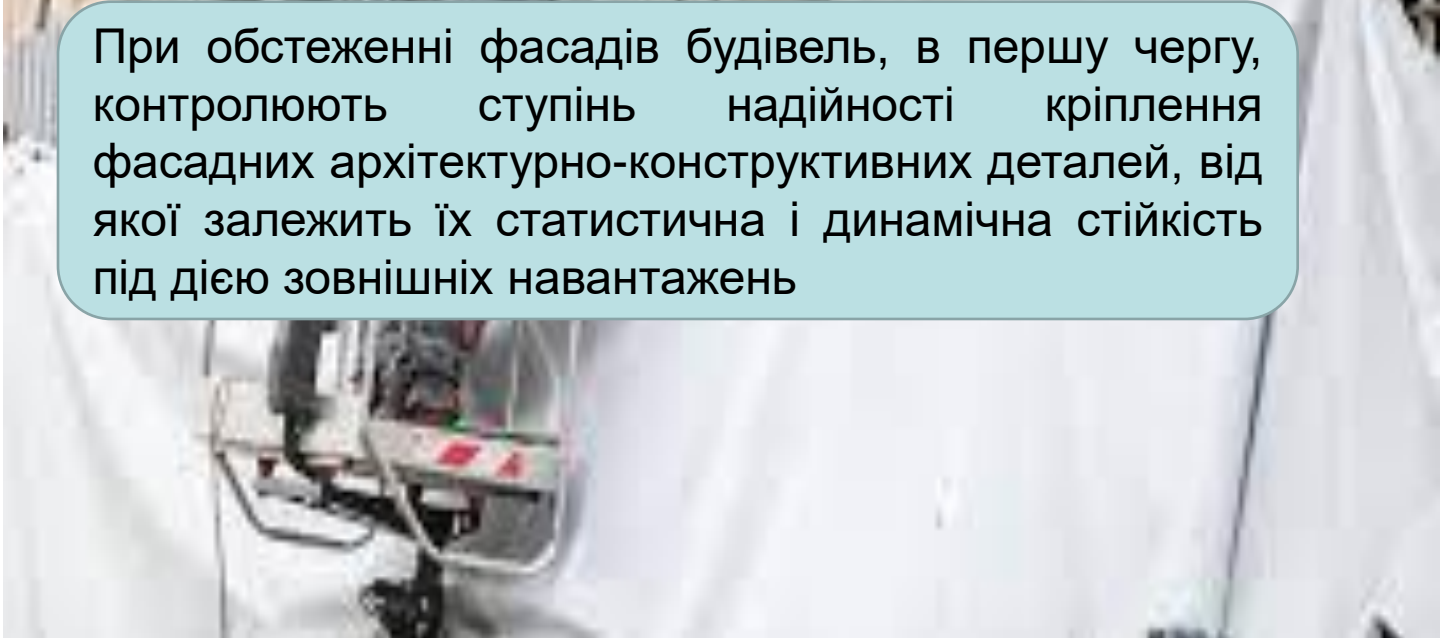 При обстеженні фасадів будівель, в першу чергу,
контролюють ступінь надійності кріплення
фасадних архітектурно-конструктивних деталей, від
якої залежить їх статистична і динамічна стійкість
під дією зовнішніх навантажень